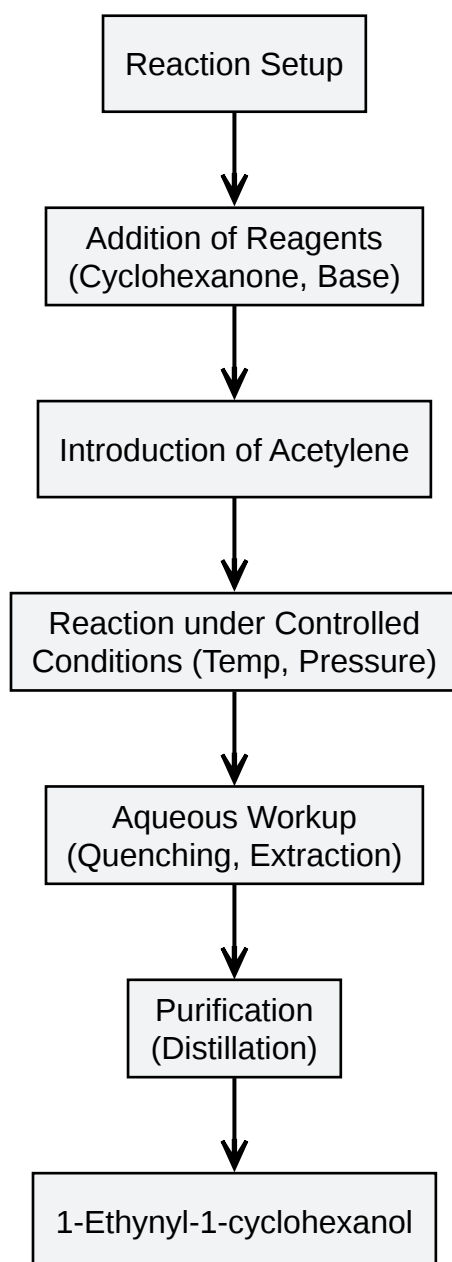 Reaction Setup
Addition of Reagents
(Cyclohexanone, Base)
Introduction of Acetylene
Reaction under Controlled
Conditions (Temp, Pressure)
Aqueous Workup
(Quenching, Extraction)
Purification
(Distillation)
1-Ethynyl-1-cyclohexanol